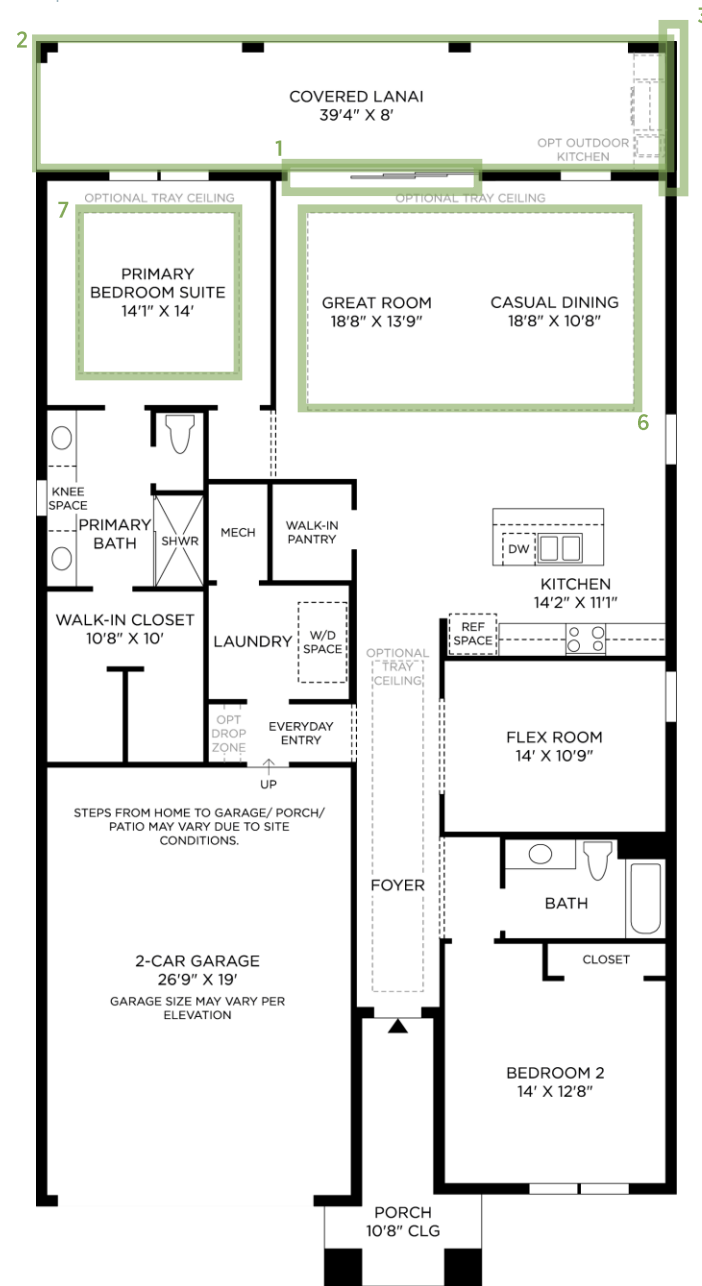 3
2
COVERED LANAI
39'4" X 8'
OPT OUTDOOR
KITCHEN
1
OPTIONAL TRAY CEILING
OPTIONAL TRAY CEILING
7
PRIMARY
BEDROOM SUITE
14'1" X 14'
GREAT ROOM
18'8" X 13'9"
CASUAL DINING
18'8" X 10'8"
6
KNEE
SPACE
PRIMARY
BATH
SHWR
MECH
WALK-IN
PANTRY
DW
KITCHEN
14'2" X 11'1"
WALK-IN CLOSET
10'8" X 10'
LAUNDRY
W/D
SPACE
REF
SPACE
OPTIONAL
TRAY
CEILING
OPT
DROP
ZONE
EVERYDAY
ENTRY
UP
FLEX ROOM
14' X 10'9"
STEPS FROM HOME TO GARAGE/ PORCH/
PATIO MAY VARY DUE TO SITE
CONDITIONS.
FOYER
BATH
CLOSET
2-CAR GARAGE
26'9" X 19'
GARAGE SIZE MAY VARY PER
ELEVATION
BEDROOM 2
14' X 12'8"
PORCH
10'8" CLG